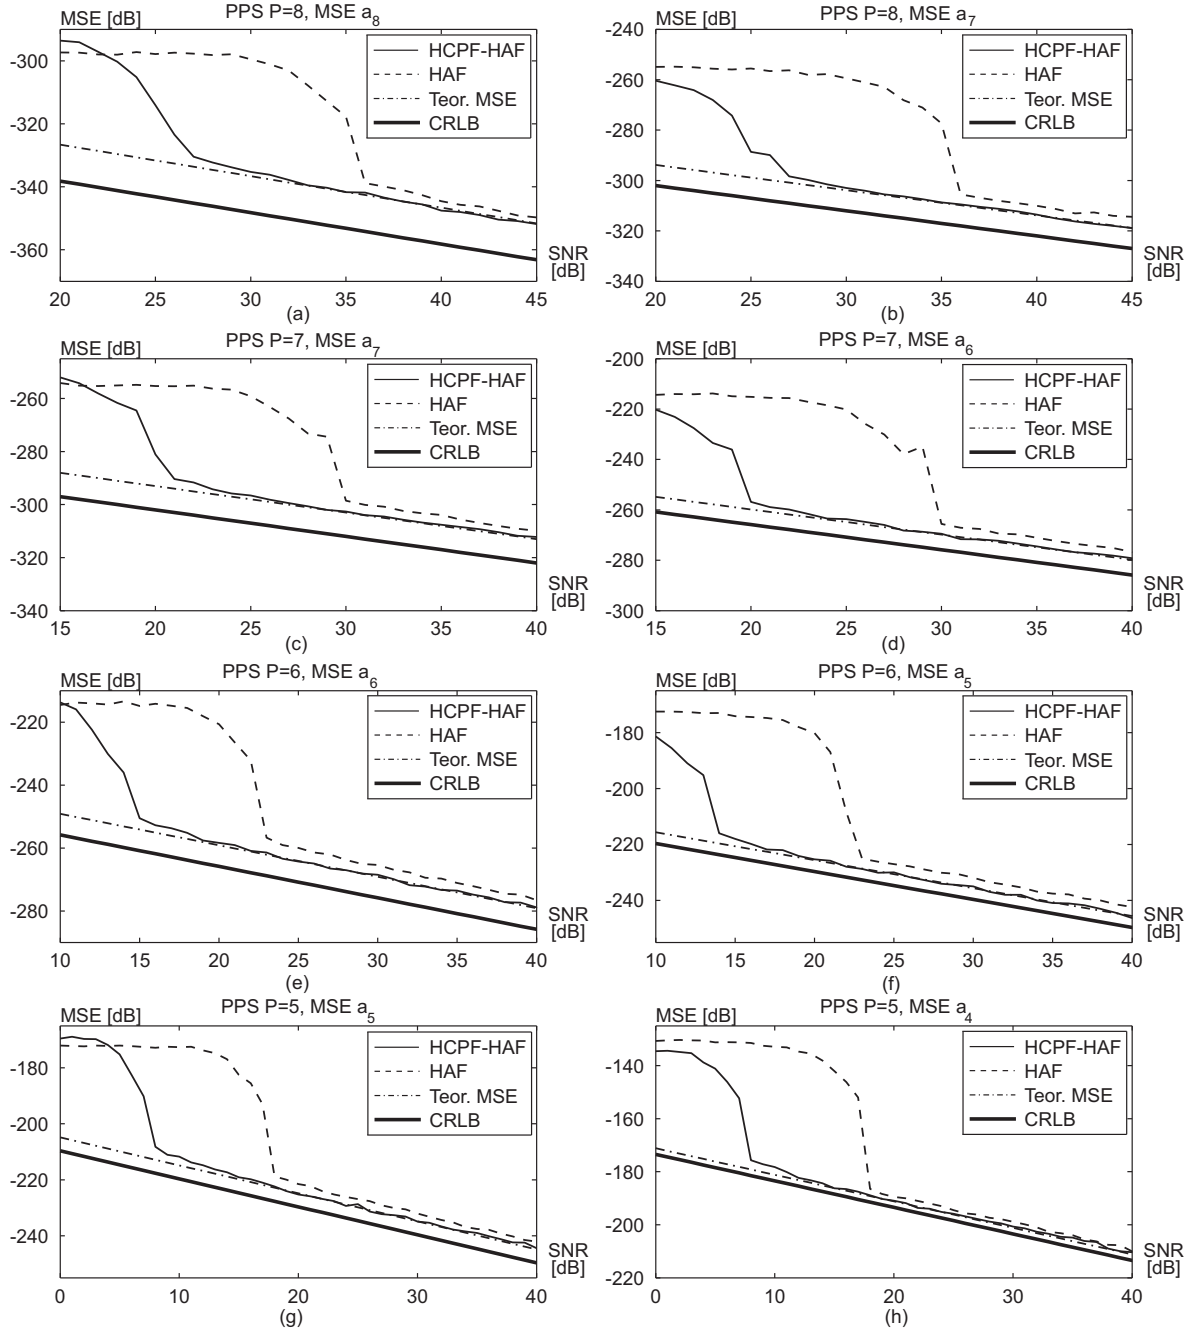 PPS P=8, MSE a8
MSE [dB]
HCPF-HAF
HAF
Teor. MSE
CRLB
-300
-320
-340
-360
SNR
[dB]
20 25 30 35 40 45
(a)
PPS P=8, MSE a7
MSE [dB]
HCPF-HAF
HAF
Teor. MSE
CRLB
-240
-260
-280
-300
-320
-340
SNR
[dB]
20 25 30 35 40 45
(b)
PPS P=7, MSE a7
MSE [dB]
HCPF-HAF
HAF
Teor. MSE
CRLB
-260
-280
-300
-320
-340
SNR
[dB]
15 20 25 30 35 40
(c)
PPS P=7, MSE a6
MSE [dB]
HCPF-HAF
HAF
Teor. MSE
CRLB
-200
-220
-240
-260
-280
-300
SNR
[dB]
15 20 25 30 35 40
(d)
PPS P=6, MSE a6
MSE [dB]
HCPF-HAF
HAF
Teor. MSE
CRLB
-220
-240
-260
-280
SNR
[dB]
10 15 20 25 30 35 40
(e)
PPS P=6, MSE a5
MSE [dB]
HCPF-HAF
HAF
Teor. MSE
CRLB
-180
-200
-220
-240
SNR
[dB]
10 15 20 25 30 35 40
(f)
PPS P=5, MSE a5
MSE [dB]
HCPF-HAF
HAF
Teor. MSE
CRLB
-180
-200
-220
-240
SNR
[dB]
0 10 20 30 40
(g)
PPS P=5, MSE a4
MSE [dB]
HCPF-HAF
HAF
Teor. MSE
CRLB
-140
-160
-180
-200
-220
SNR
[dB]
0 10 20 30 40
(h)